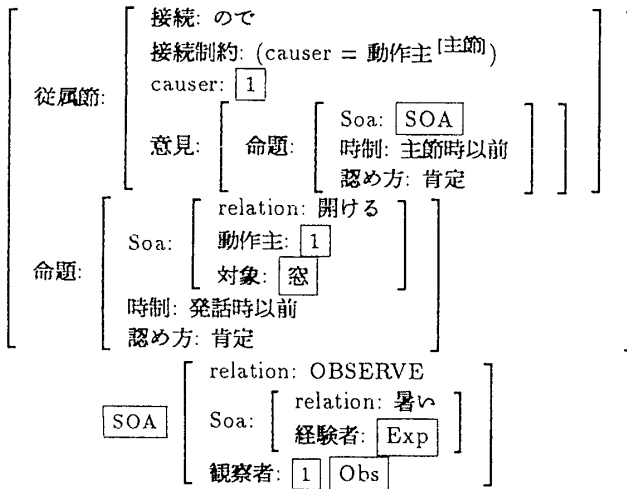 接続: ので
接続制約: (causer = 動作主[主節])
causer: 1
従属節:
意見: 命題: Soa: SOA
時制: 主節時以前
認め方: 肯定
relation: 開ける
Soa: 動作主: 1
対象: 窓
命題:
時制: 発話時以前
認め方: 肯定
relation: OBSERVE
SOA Soa: relation: 暑い
経験者: Exp
観察者: 1 Obs